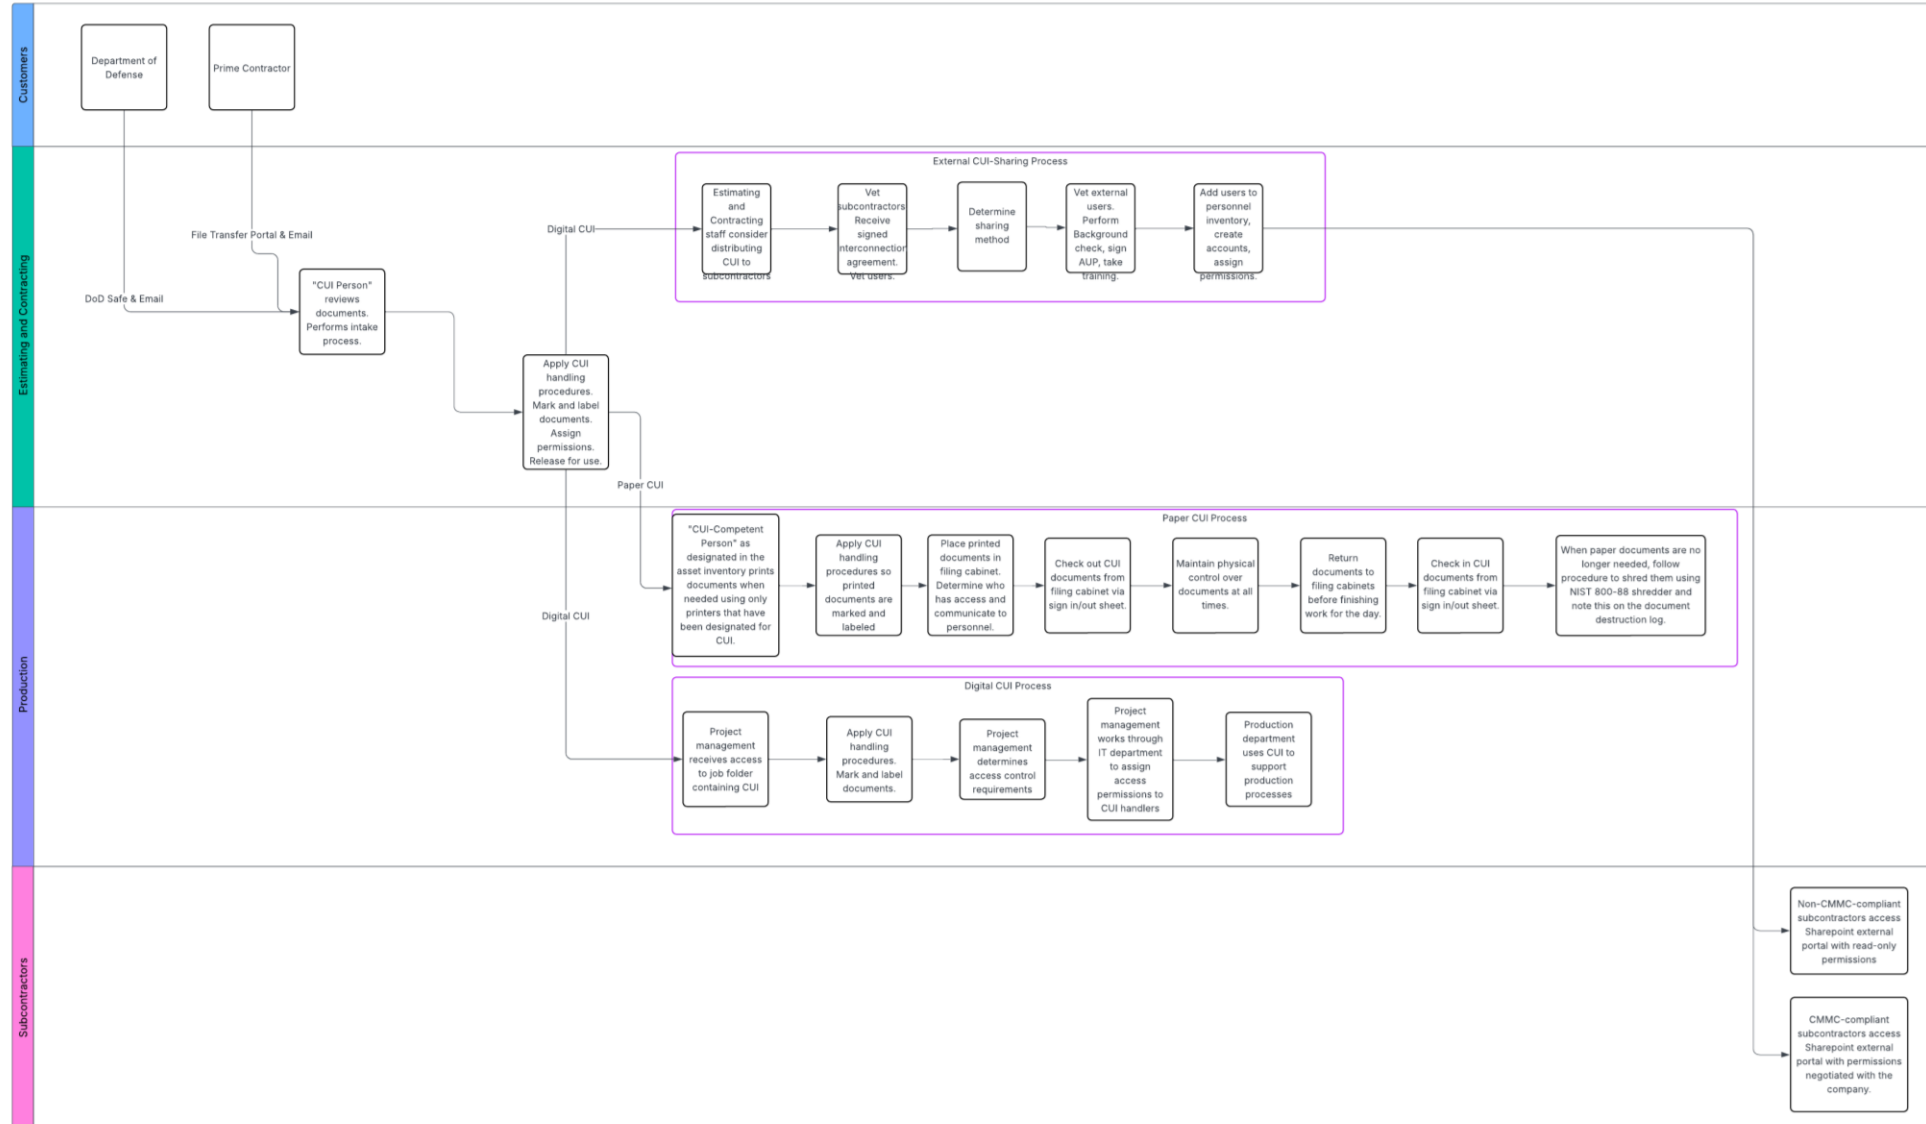 Customers
Department of
Defense
Prime Contractor
Estimating and Contracting
File Transfer Portal & Email
DoD Safe & Email
"CUI Person"
reviews
documents.
Performs intake
process.
Apply CUI
handling
procedures.
Mark and label
documents.
Assign
permissions.
Release for use.
Digital CUI
Paper CUI
Digital CUI
External CUI-Sharing Process
Estimating
and
Contracting
staff consider
distributing
CUI to
subcontractors
Vet
subcontractors
Receive
signed
interconnection
agreement.
Vet users.
Determine
sharing
method
Vet external
users.
Perform
Background
check, sign
AUP, take
training.
Add users to
personnel
inventory,
create
accounts,
assign
permissions.
Production
Paper CUI Process
"CUI-Competent
Person" as
designated in the
asset inventory prints
documents when
needed using only
printers that have
been designated for
CUI.
Apply CUI
handling
procedures so
printed
documents are
marked and
labeled
Place printed
documents in
filing cabinet.
Determine who
has access and
communicate to
personnel.
Check out CUI
documents from
filing cabinet via
sign in/out sheet.
Maintain physical
control over
documents at all
times.
Return
documents to
filing cabinets
before finishing
work for the day.
Check in CUI
documents from
filing cabinet via
sign in/out sheet.
When paper documents are no
longer needed, follow
procedure to shred them using
NIST 800-88 shredder and
note this on the document
destruction log.
Digital CUI Process
Project
management
receives access
to job folder
containing CUI
Apply CUI
handling
procedures.
Mark and label
documents.
Project
management
determines
access control
requirements
Project
management
works through
IT department
to assign
access
permissions to
CUI handlers
Production
department
uses CUI to
support
production
processes
Subcontractors
Non-CMMC-compliant
subcontractors access
Sharepoint external
portal with read-only
permissions
CMMC-compliant
subcontractors access
Sharepoint external
portal with permissions
negotiated with the
company.